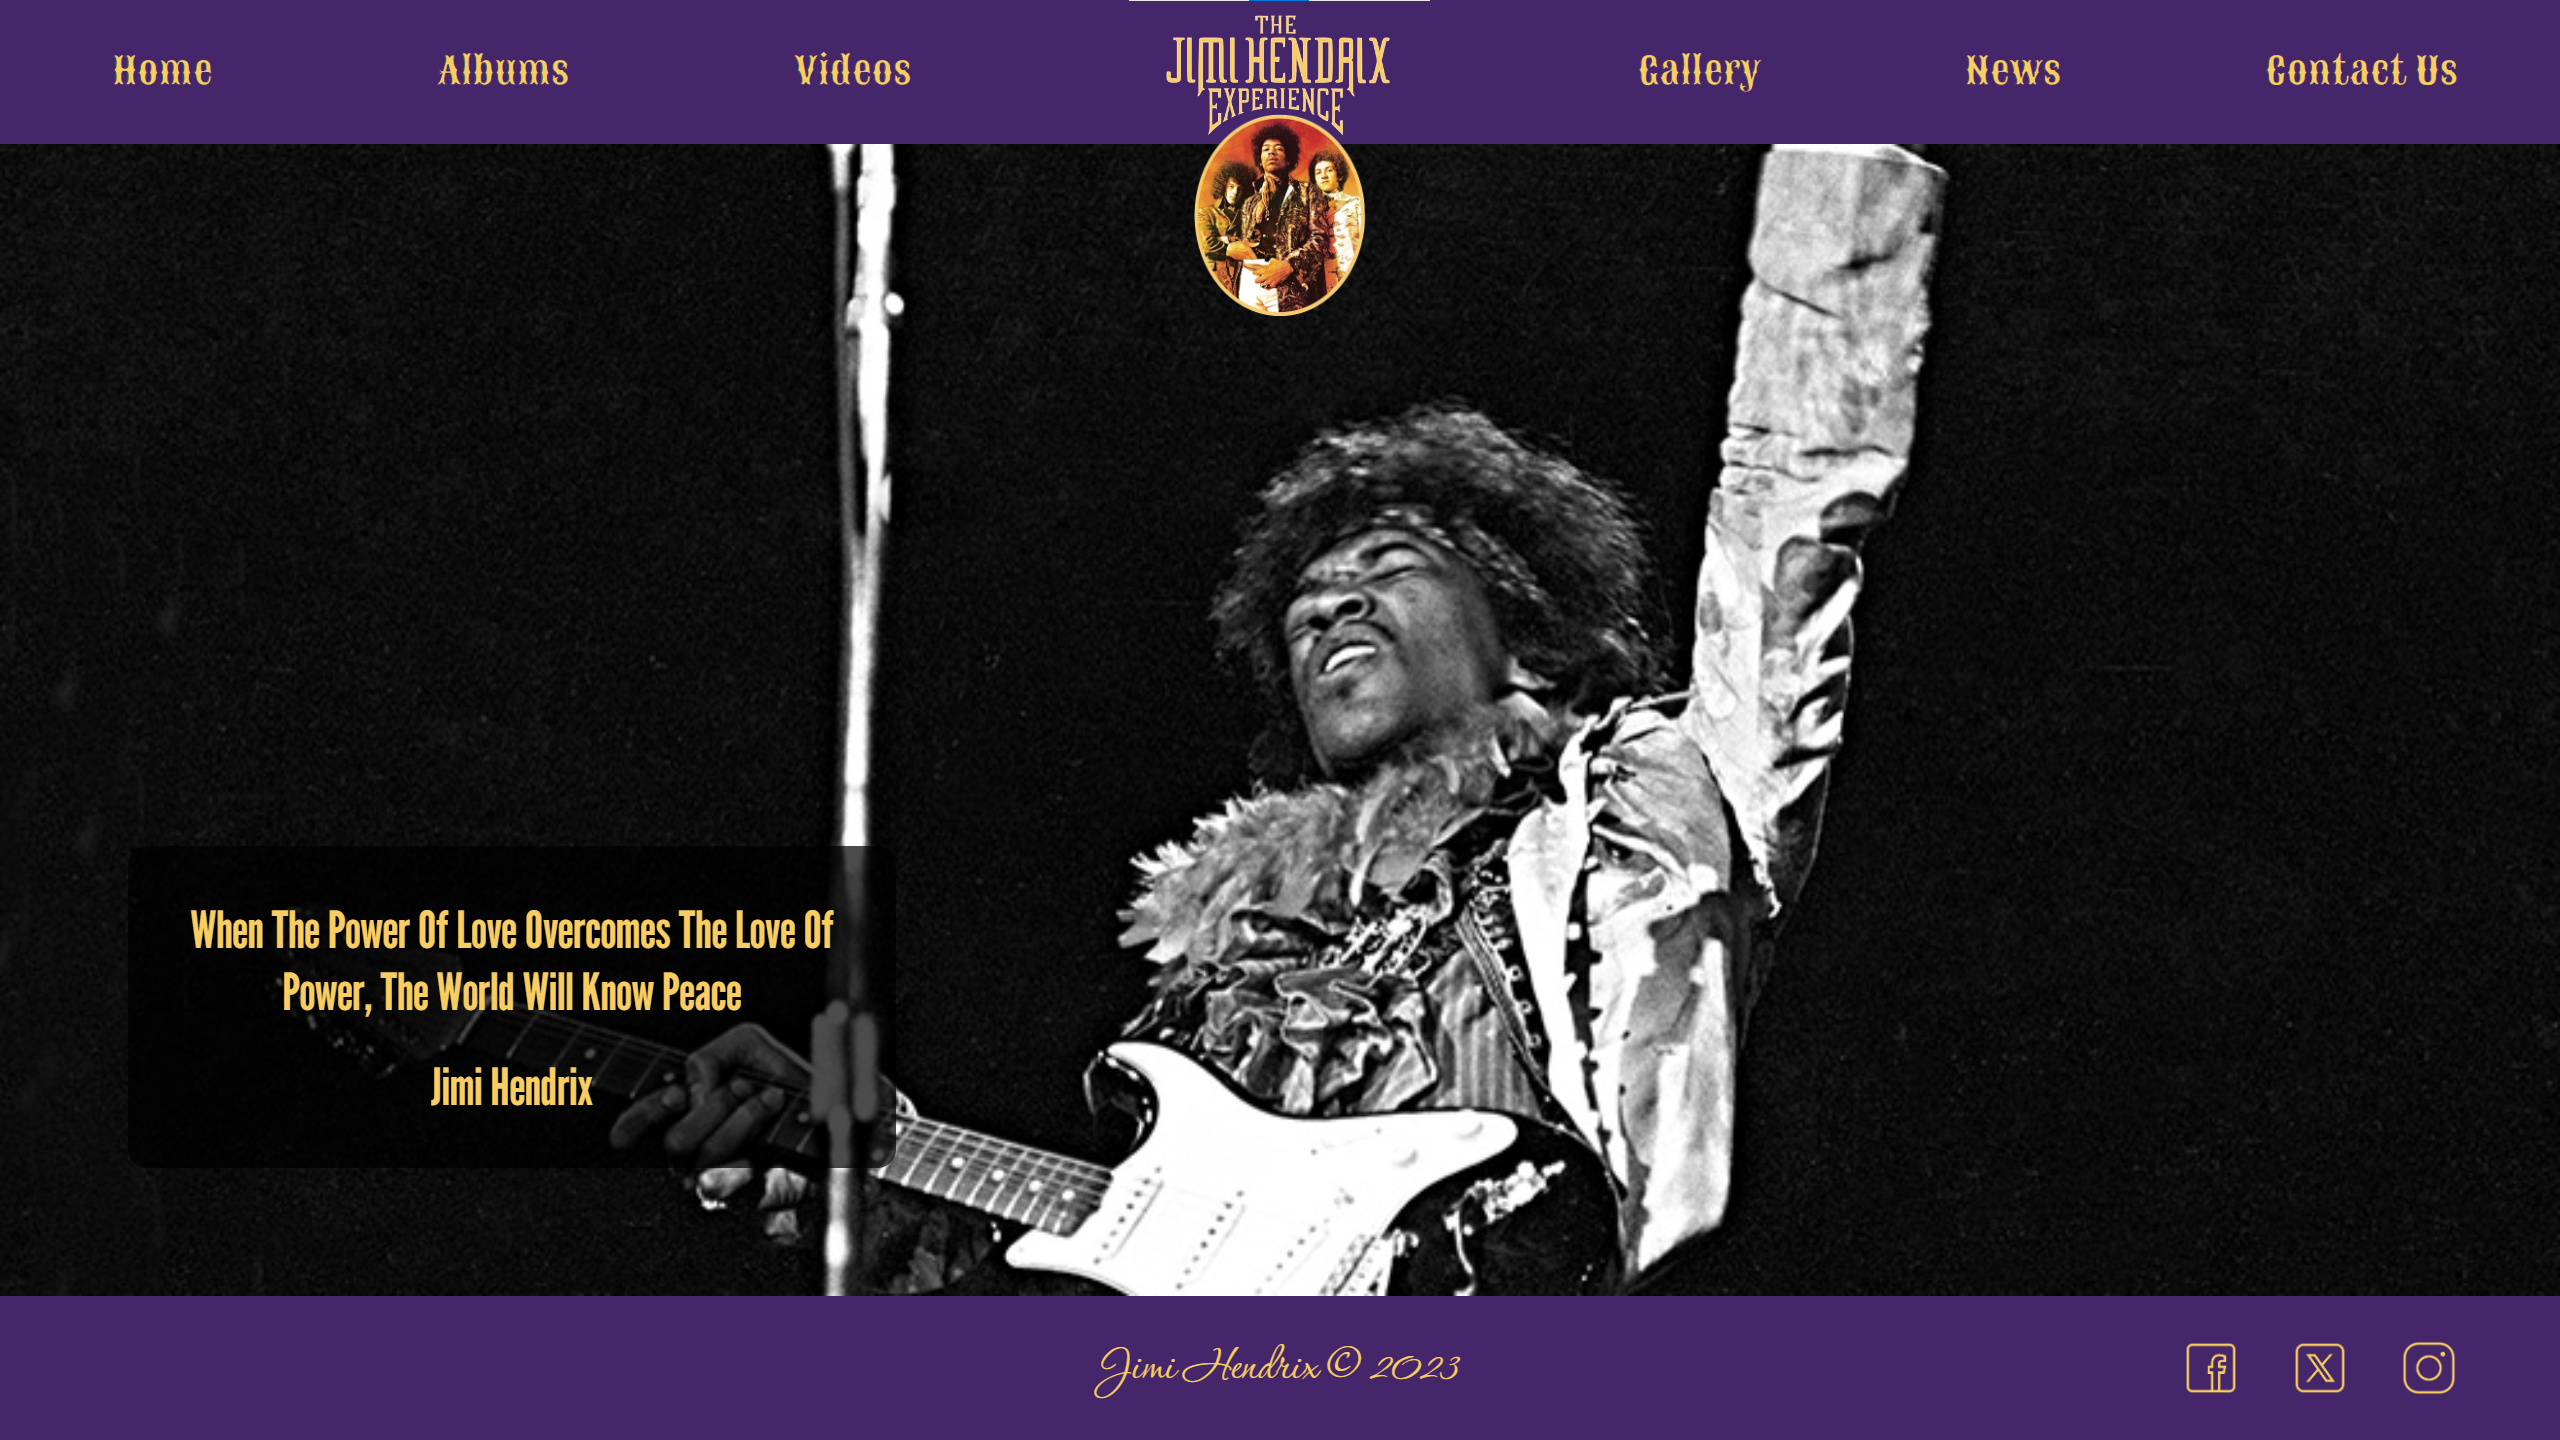 Home
Albums
Videos
THE
JIMI HENDRIX
EXPERIENCE
Gallery
News
Contact Us
When The Power Of Love Overcomes The Love Of
Power, The World Will Know Peace
Jimi Hendrix
Jimi Hendrix © 2023